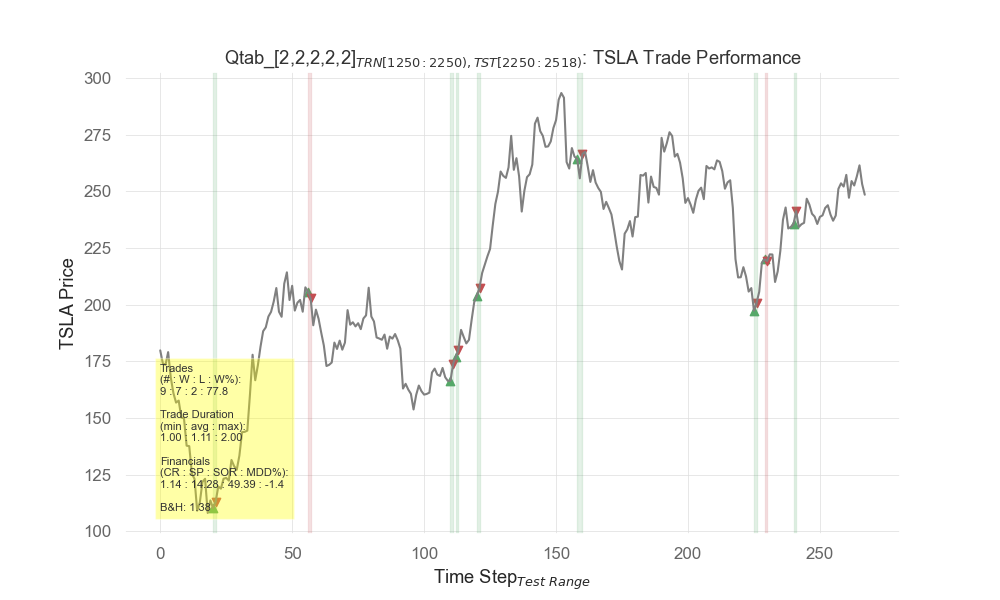 Qtab_[2,2,2,2,2]TRN[1250:2250),TST[2250:2518): TSLA Trade Performance
300
275
250
225
200
175
150
125
100
TSLA Price
Trades
(# : W : L : W%):
9 : 7 : 2 : 77.8
Trade Duration
(min : avg : max):
1.00 : 1.11 : 2.00
Financials
(CR : SP : SOR : MDD%):
1.14 : 14.28 : 49.39 : -1.4
B&H: 1.38
0 50 100 150 200 250
Time StepTest Range